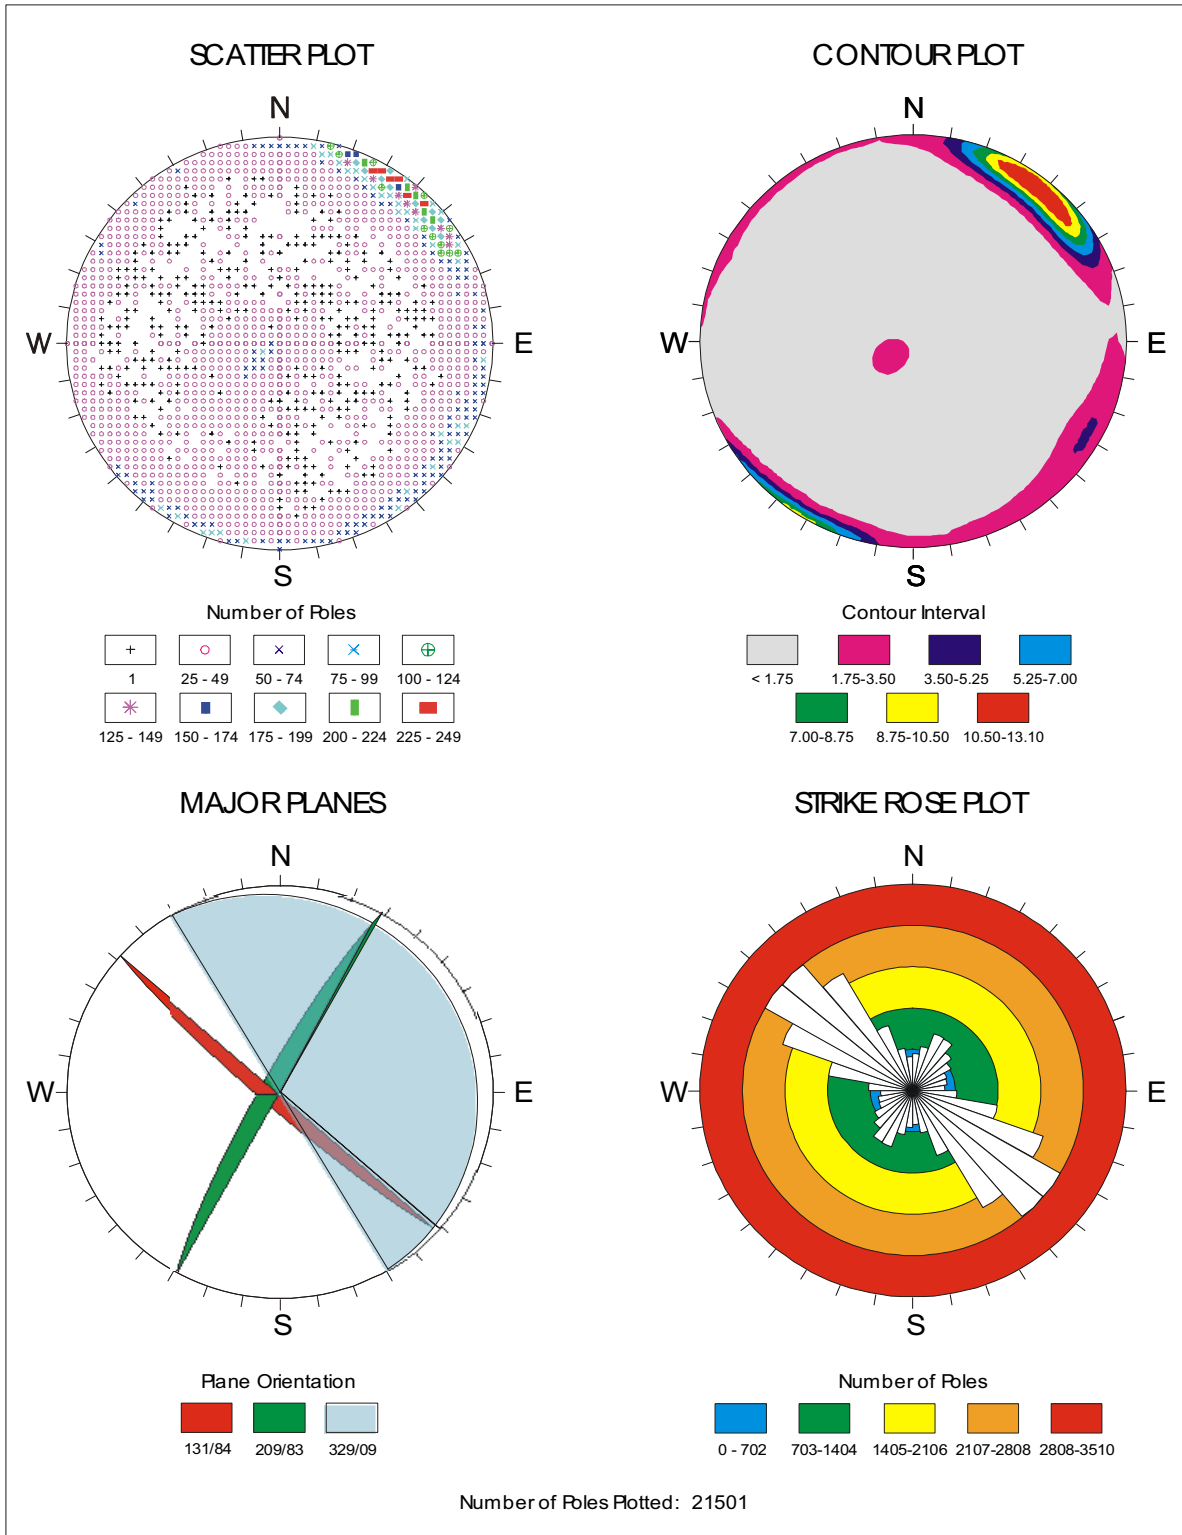 SCATTER PLOT
N
W
E
S
Number of Poles
1
25 - 49
50 - 74
75 - 99
100 - 124
125 - 149
150 - 174
175 - 199
200 - 224
225 - 249
CONTOUR PLOT
N
W
E
S
Contour Interval
< 1.75
1.75-3.50
3.50-5.25
5.25-7.00
7.00-8.75
8.75-10.50
10.50-13.10
MAJOR PLANES
N
W
E
S
Plane Orientation
131/84
209/83
329/09
STRIKE ROSE PLOT
N
W
E
S
Number of Poles
0 - 702
703-1404
1405-2106
2107-2808
2808-3510
Number of Poles Plotted: 21501